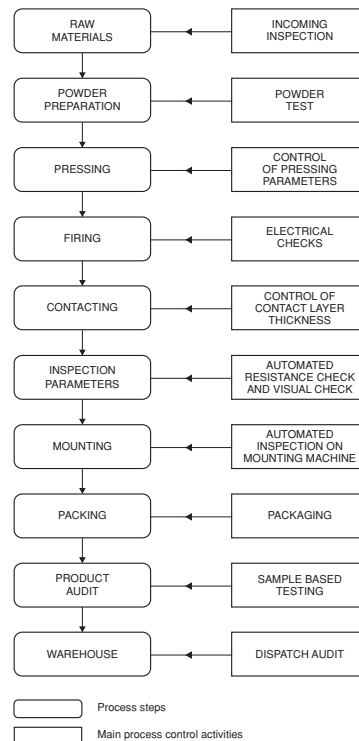 RAW
MATERIALS
INCOMING
INSPECTION
POWDER
PREPARATION
POWDER
TEST
PRESSING
CONTROL
OF PRESSING
PARAMETERS
FIRING
ELECTRICAL
CHECKS
CONTACTING
CONTROL OF
CONTACT LAYER
THICKNESS
INSPECTION
PARAMETERS
AUTOMATED
RESISTANCE CHECK
AND VISUAL CHECK
MOUNTING
AUTOMATED
INSPECTION ON
MOUNTING MACHINE
PACKING
PACKAGING
PRODUCT
AUDIT
SAMPLE BASED
TESTING
WAREHOUSE
DISPATCH AUDIT
Process steps
Main process control activities